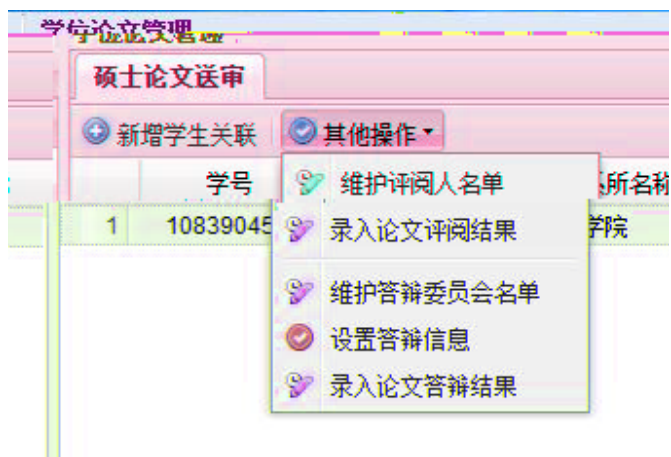 学位论文管理
硕士论文送审
新增学生关联 其他操作
学号 所名称
1 10839045 学院
维护评阅人名单
录入论文评阅结果
维护答辩委员会名单
设置答辩信息
录入论文答辩结果